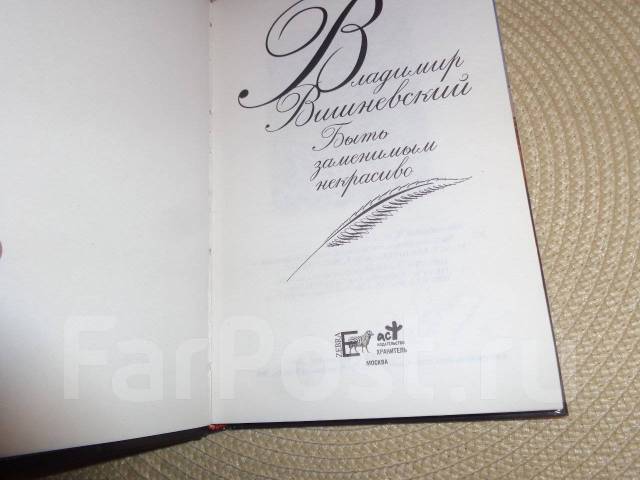 Владимир
Вишневский
Быть
заменимым
некрасиво
ZEBRA E
аст
издательство
ХРАНИТЕЛЬ
МОСКВА
FarPost.ru